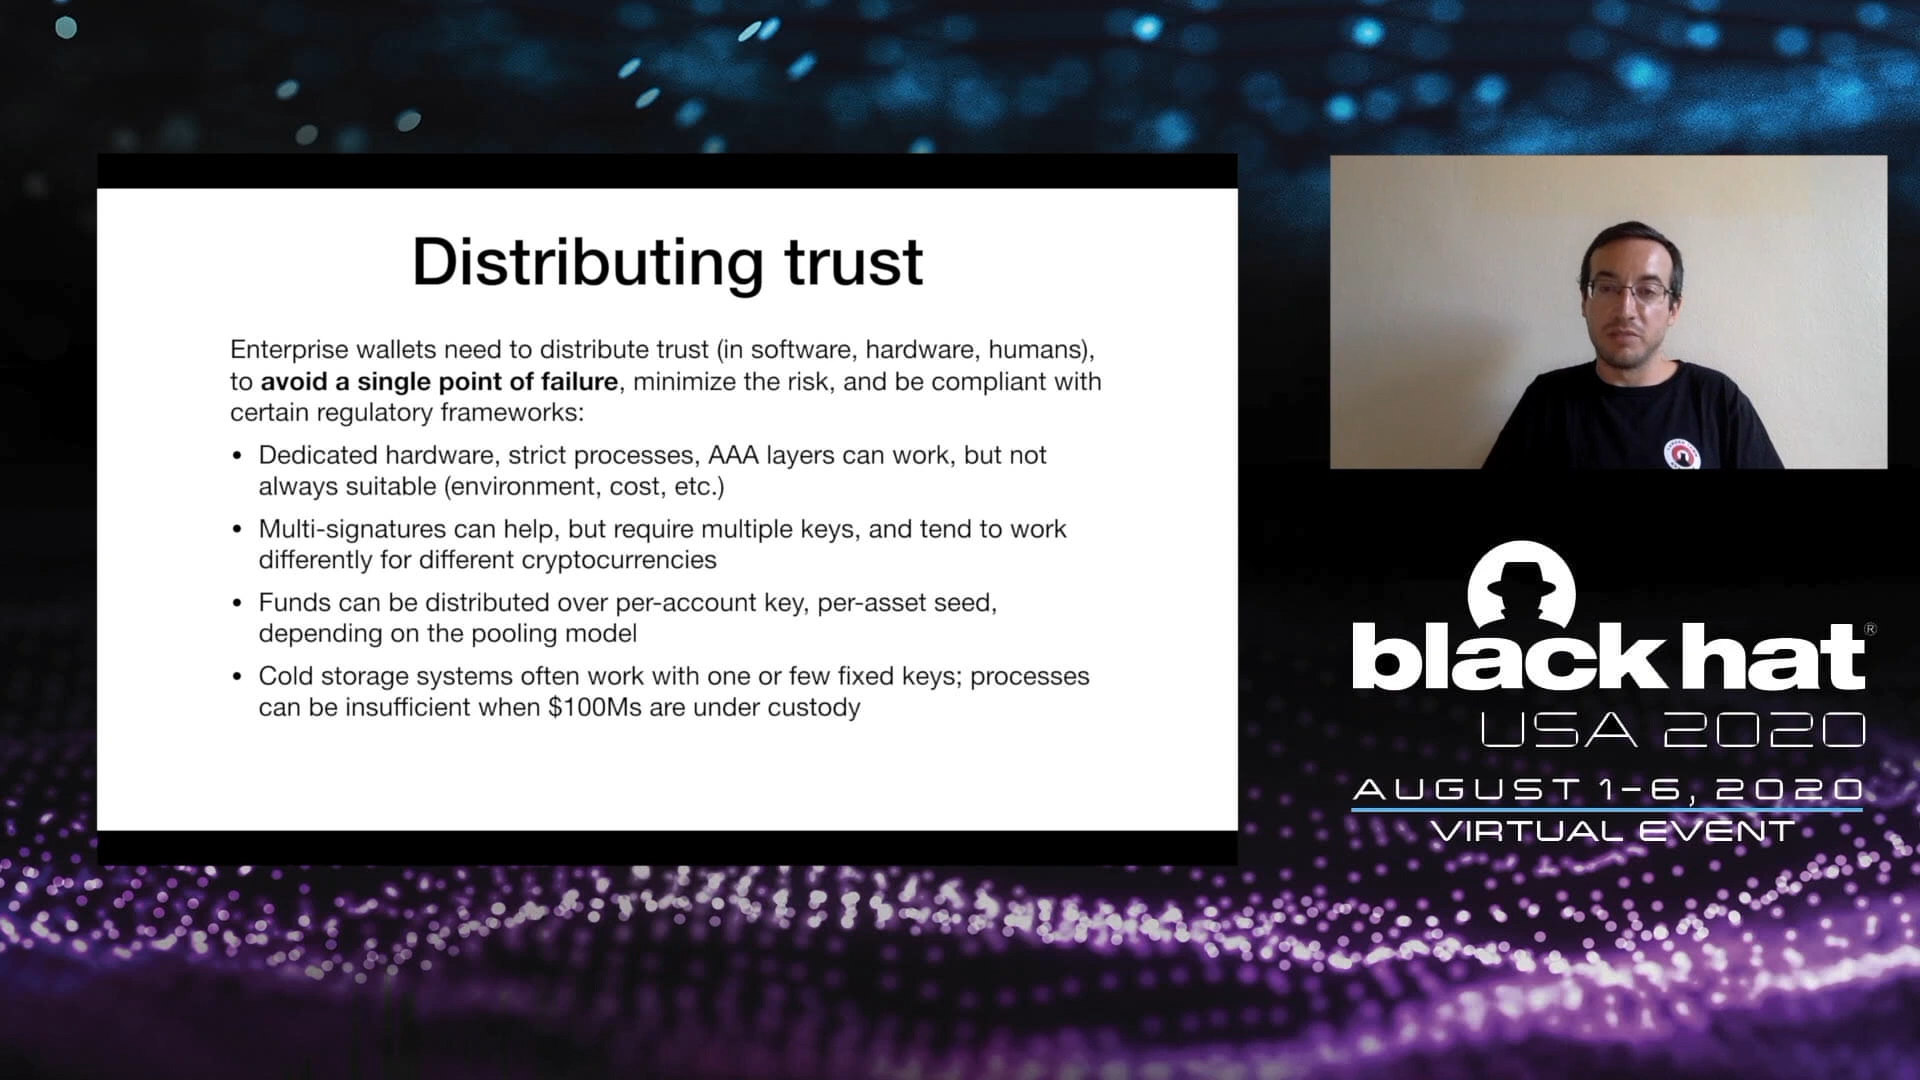 Distributing trust
Enterprise wallets need to distribute trust (in software, hardware, humans),
to avoid a single point of failure, minimize the risk, and be compliant with
certain regulatory frameworks:
• Dedicated hardware, strict processes, AAA layers can work, but not
always suitable (environment, cost, etc.)
• Multi-signatures can help, but require multiple keys, and tend to work
differently for different cryptocurrencies
• Funds can be distributed over per-account key, per-asset seed,
depending on the pooling model
• Cold storage systems often work with one or few fixed keys; processes
can be insufficient when $100Ms are under custody
black hat®
USA 2020
AUGUST 1-6, 2020
VIRTUAL EVENT